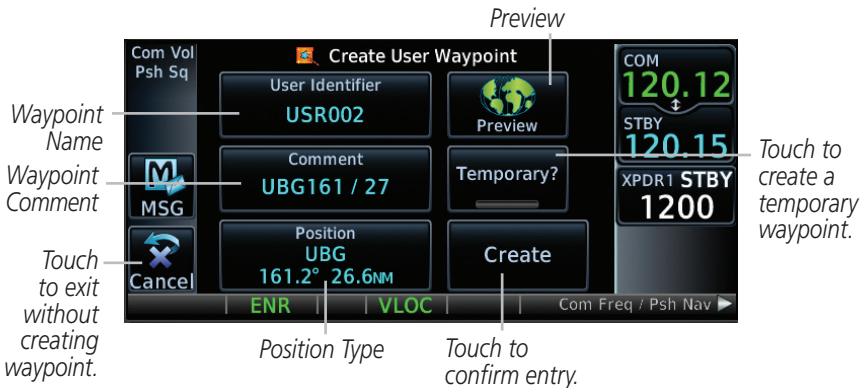 Preview
Com Vol
Psh Sq
Create User Waypoint
COM
120.12
User Identifier
USR002
Preview
STBY
120.15
Waypoint
Name
Comment
UBG161 / 27
Temporary?
Touch to
create a
temporary
waypoint.
Waypoint
Comment
MSG
XPDR1 STBY
1200
Position
UBG
161.2° 26.6NM
Create
Cancel
Touch
to exit
without
creating
waypoint.
ENR
VLOC
Com Freq / Psh Nav
Position Type
Touch to
confirm entry.